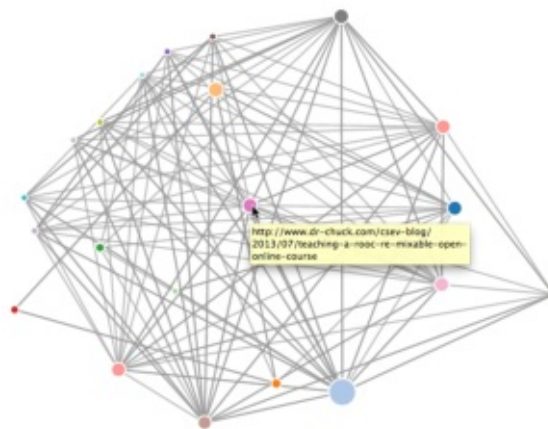 http://www.dr-chuck.com/csev-blog/
2013/07/teaching-a-rooc-re-mixable-open-
online-course